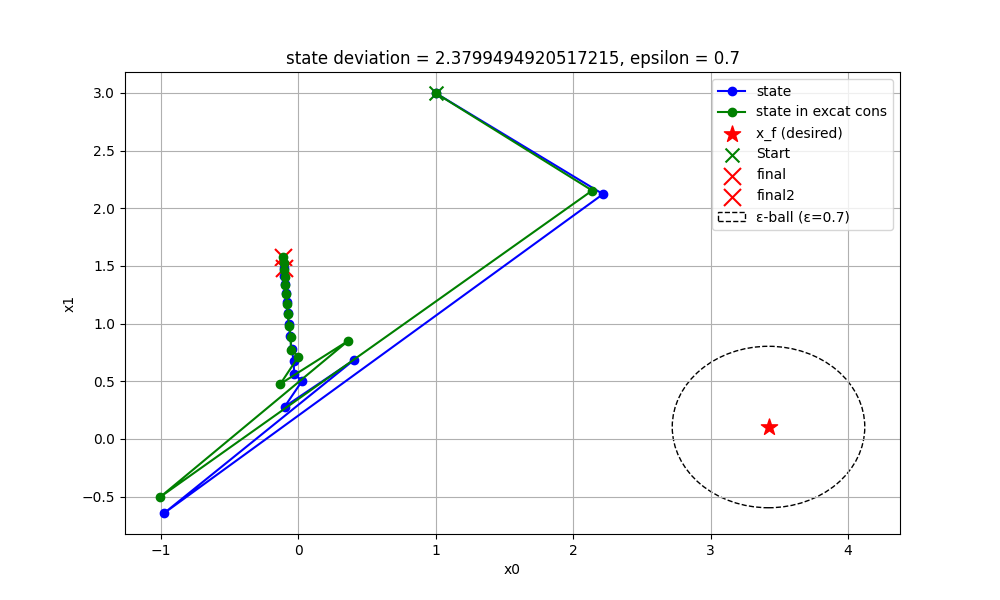 state deviation = 2.3799494920517215, epsilon = 0.7
x1
3.0
2.5
2.0
1.5
1.0
0.5
0.0
−0.5
−1
0
1
2
3
4
x0
state
state in excat cons
x_f (desired)
Start
final
final2
ε-ball (ε=0.7)